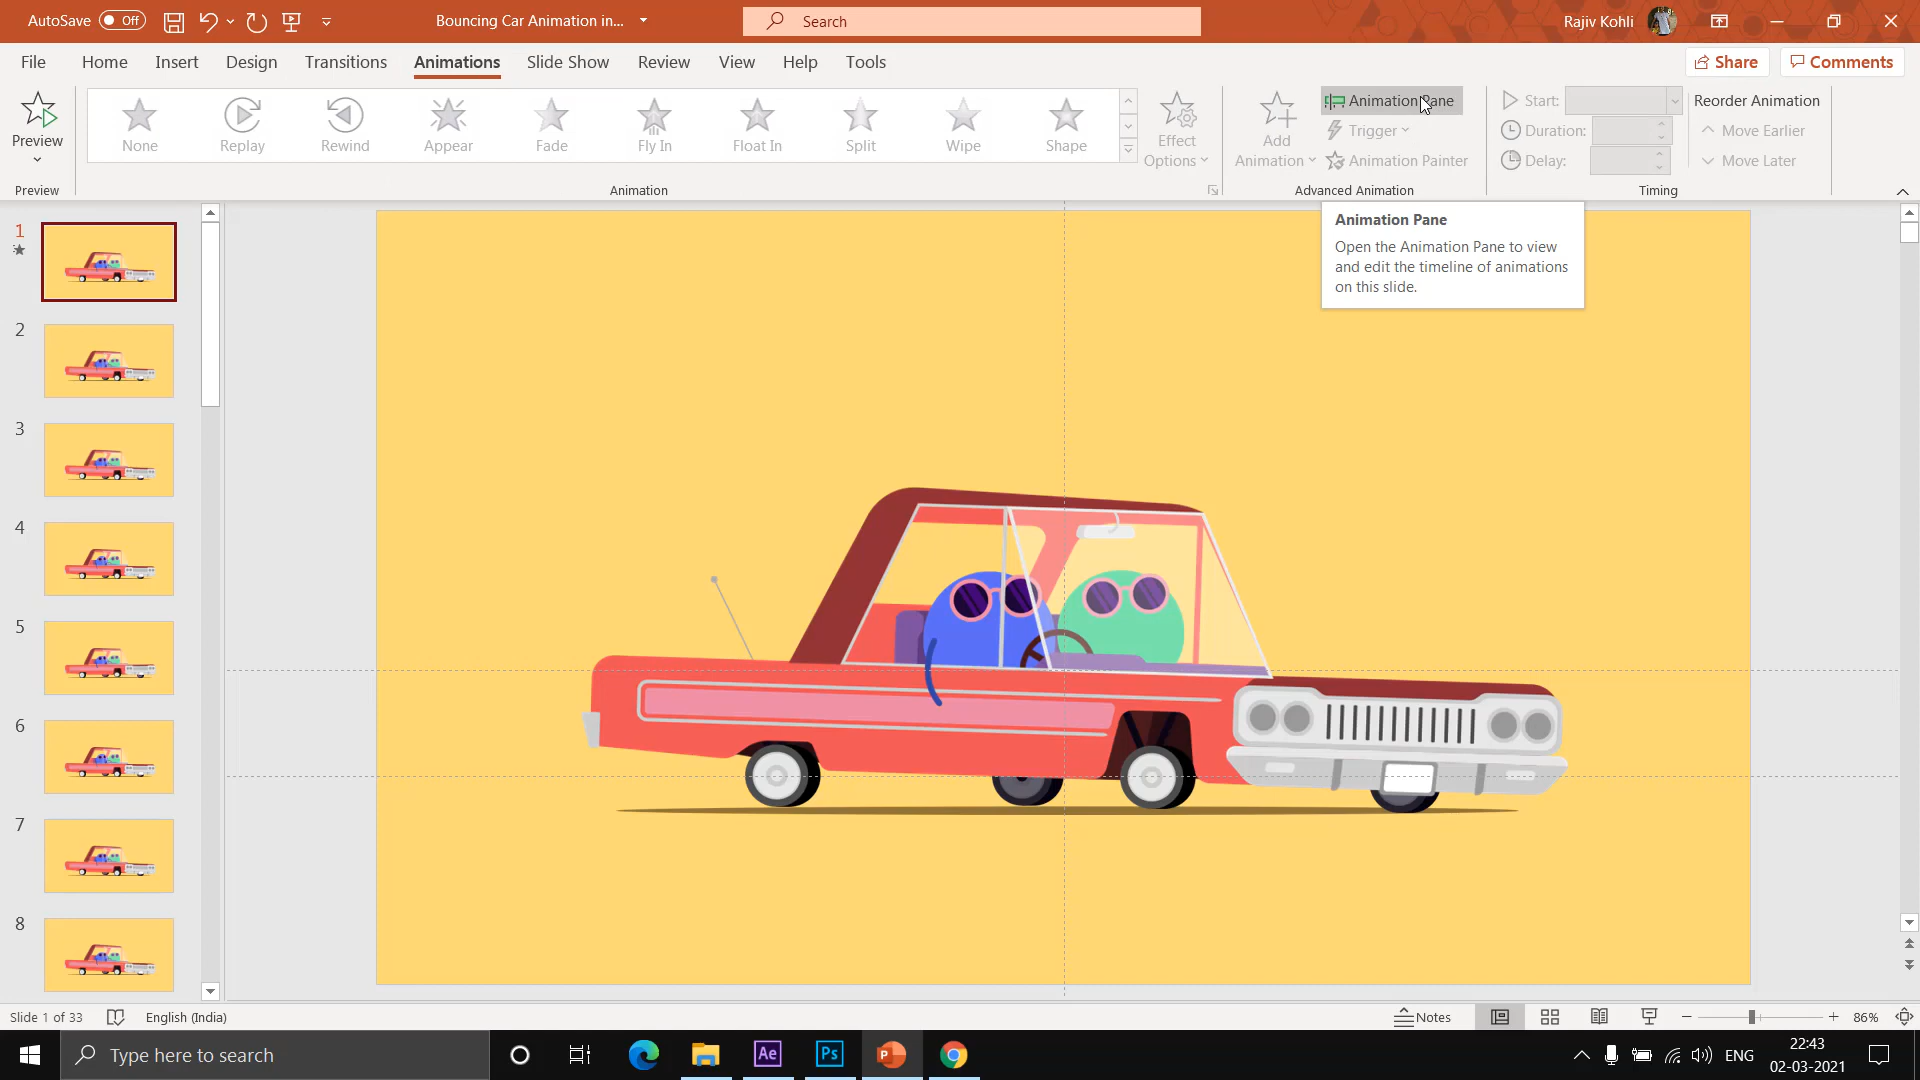 AutoSave Off
Bouncing Car Animation in...
Search
Rajiv Kohli
File Home Insert Design Transitions Animations Slide Show Review View Help Tools
Share Comments
Preview
Preview
None Replay Rewind Appear Fade Fly In Float In Split Wipe Shape
Animation
Effect
Options
Add
Animation
Animation Pane
Trigger
Animation Painter
Advanced Animation
Start:
Duration:
Delay:
Reorder Animation
Move Earlier
Move Later
Timing
Animation Pane
Open the Animation Pane to view
and edit the timeline of animations
on this slide.
1
2
3
4
5
6
7
8
Slide 1 of 33
English (India)
Notes
86%
Type here to search
Ae
Ps
P
ENG
22:43
02-03-2021